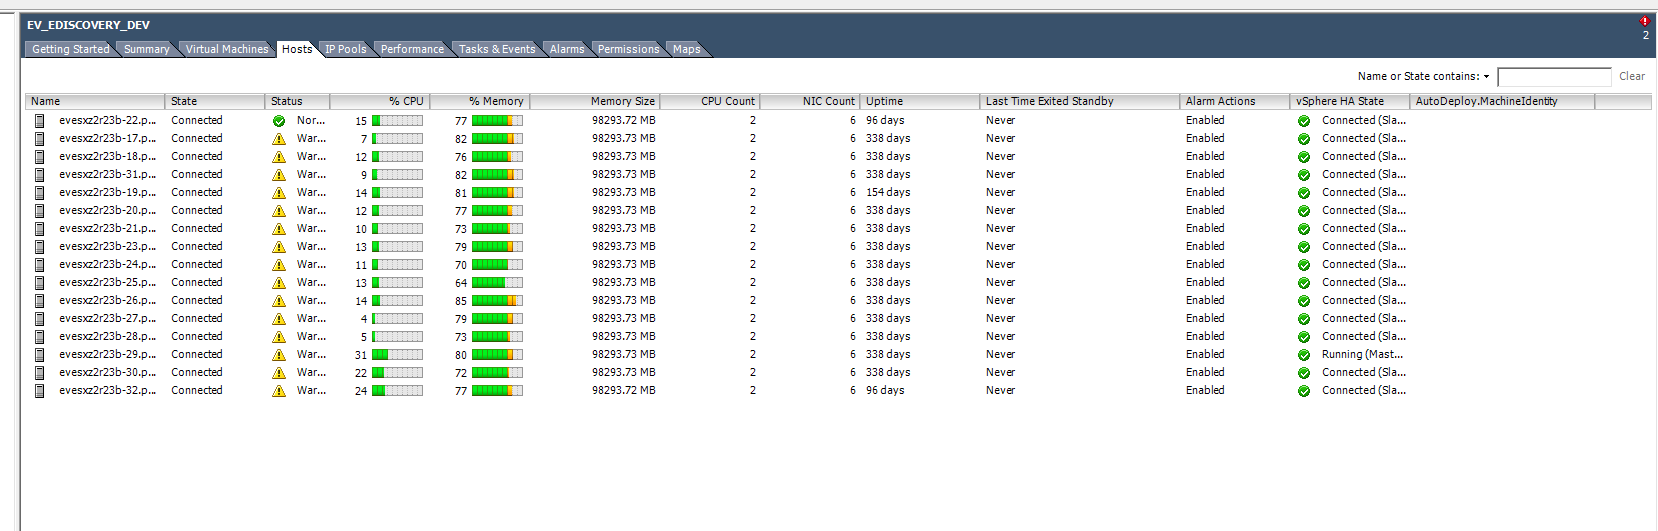 EV_EDISCOVERY_DEV
2
Getting Started Summary Virtual Machines Hosts IP Pools Performance Tasks & Events Alarms Permissions Maps
Name or State contains: Clear
Name State Status % CPU % Memory Memory Size CPU Count NIC Count Uptime Last Time Exited Standby Alarm Actions vSphere HA State AutoDeploy.MachineIdentity
evesxz2r23b-22.p... Connected Nor... 15 77 98293.72 MB 2 6 96 days Never Enabled Connected (Sla...
evesxz2r23b-17.p... Connected War... 7 82 98293.73 MB 2 6 338 days Never Enabled Connected (Sla...
evesxz2r23b-18.p... Connected War... 12 76 98293.73 MB 2 6 338 days Never Enabled Connected (Sla...
evesxz2r23b-31.p... Connected War... 9 82 98293.73 MB 2 6 338 days Never Enabled Connected (Sla...
evesxz2r23b-19.p... Connected War... 14 81 98293.73 MB 2 6 154 days Never Enabled Connected (Sla...
evesxz2r23b-20.p... Connected War... 12 77 98293.73 MB 2 6 338 days Never Enabled Connected (Sla...
evesxz2r23b-21.p... Connected War... 10 73 98293.73 MB 2 6 338 days Never Enabled Connected (Sla...
evesxz2r23b-23.p... Connected War... 13 79 98293.73 MB 2 6 338 days Never Enabled Connected (Sla...
evesxz2r23b-24.p... Connected War... 11 70 98293.73 MB 2 6 338 days Never Enabled Connected (Sla...
evesxz2r23b-25.p... Connected War... 13 64 98293.73 MB 2 6 338 days Never Enabled Connected (Sla...
evesxz2r23b-26.p... Connected War... 14 85 98293.73 MB 2 6 338 days Never Enabled Connected (Sla...
evesxz2r23b-27.p... Connected War... 4 79 98293.73 MB 2 6 338 days Never Enabled Connected (Sla...
evesxz2r23b-28.p... Connected War... 5 73 98293.73 MB 2 6 338 days Never Enabled Connected (Sla...
evesxz2r23b-29.p... Connected War... 31 80 98293.73 MB 2 6 338 days Never Enabled Running (Mast...
evesxz2r23b-30.p... Connected War... 22 72 98293.73 MB 2 6 338 days Never Enabled Connected (Sla...
evesxz2r23b-32.p... Connected War... 24 77 98293.72 MB 2 6 96 days Never Enabled Connected (Sla...